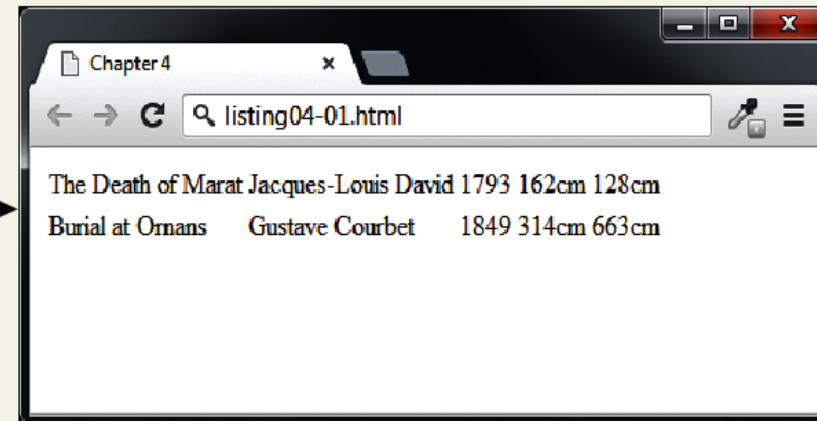 Chapter 4
listing04-01.html
The Death of Marat Jacques-Louis David 1793 162cm 128cm
Burial at Ornans Gustave Courbet 1849 314cm 663cm